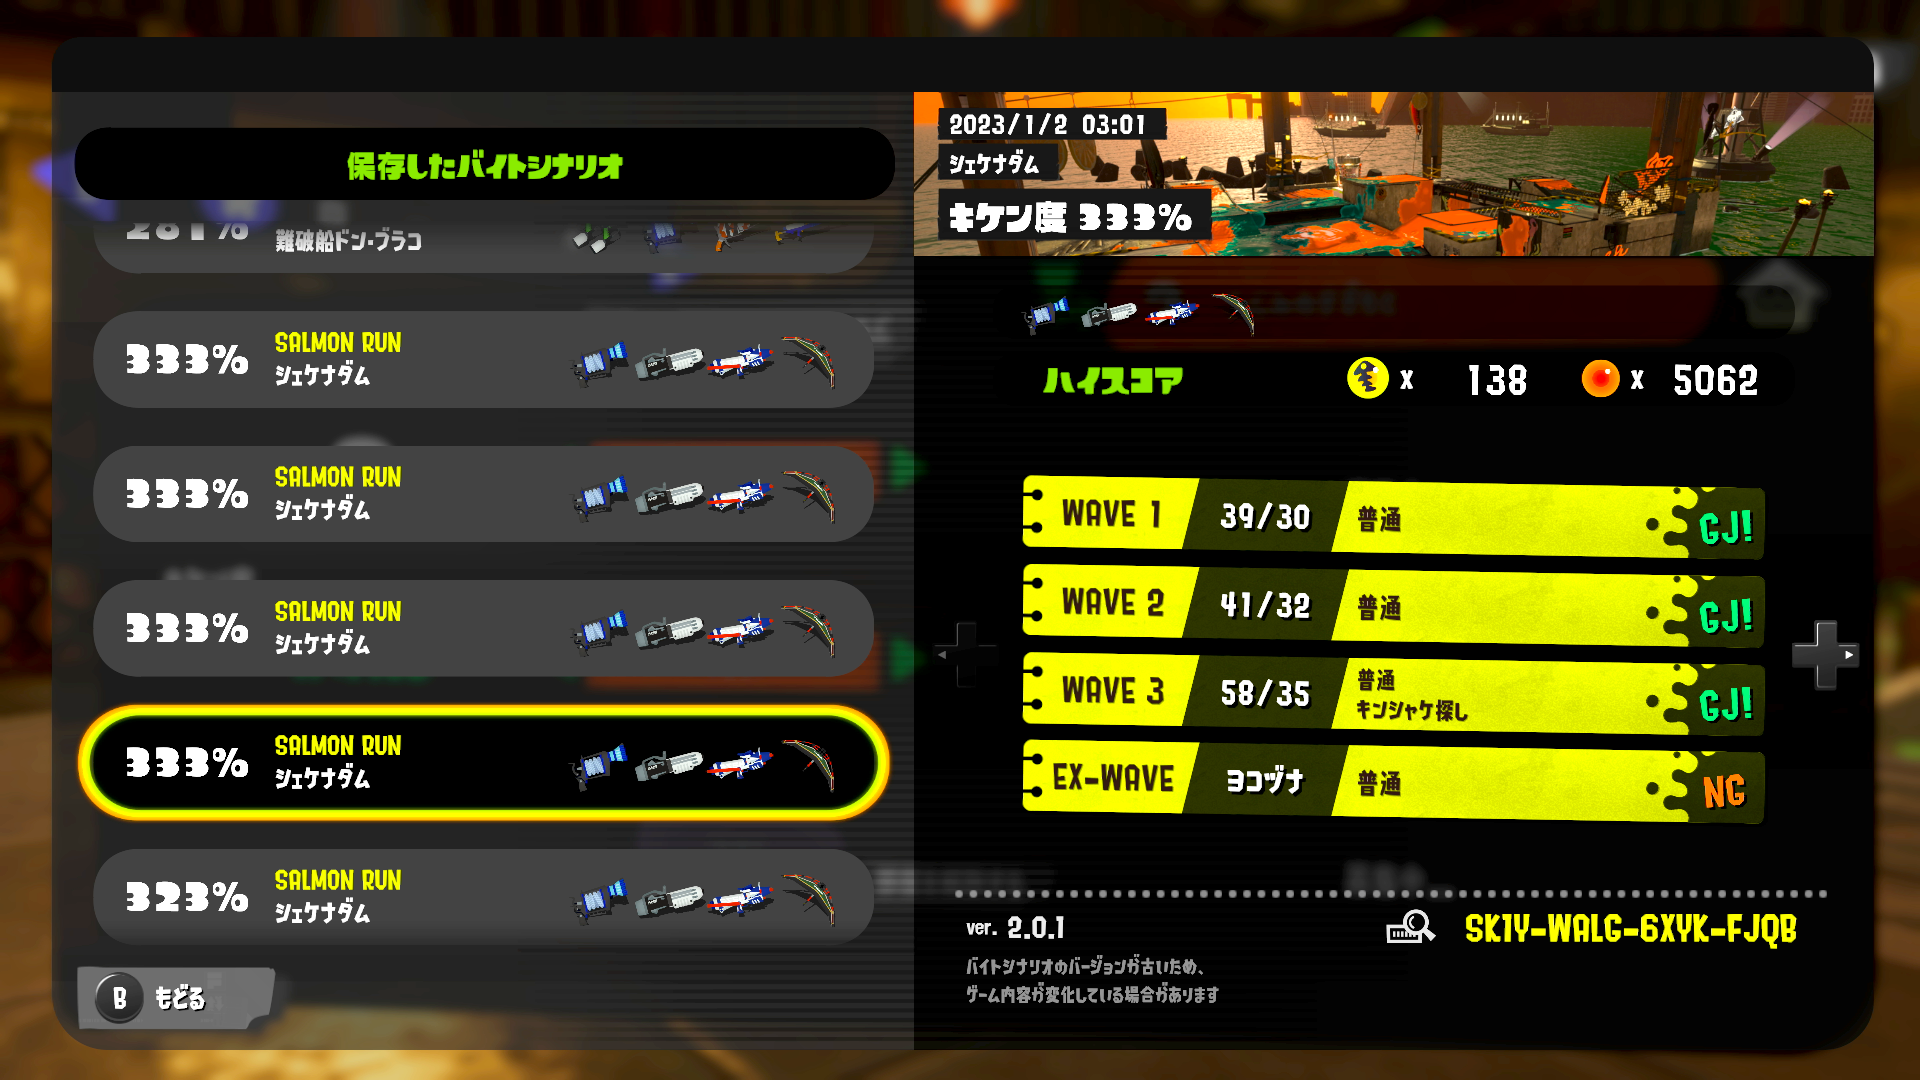 保存したバイトシナリオ
281%
難破船ドン・ブラコ
333%
SALMON RUN
シェケナダム
333%
SALMON RUN
シェケナダム
333%
SALMON RUN
シェケナダム
333%
SALMON RUN
シェケナダム
323%
SALMON RUN
シェケナダム
B もどる
2023/1/2 03:01
シェケナダム
キケン度 333%
ハイスコア x 138 x 5062
WAVE 1 39/30 普通 GJ!
WAVE 2 41/32 普通 GJ!
WAVE 3 58/35 普通 キンシャケ探し GJ!
EX-WAVE ヨコヅナ 普通 NG
ver. 2.0.1
SK1Y-WALG-6XYK-FJQB
バイトシナリオのバージョンが古いため、
ゲーム内容が変化している場合があります